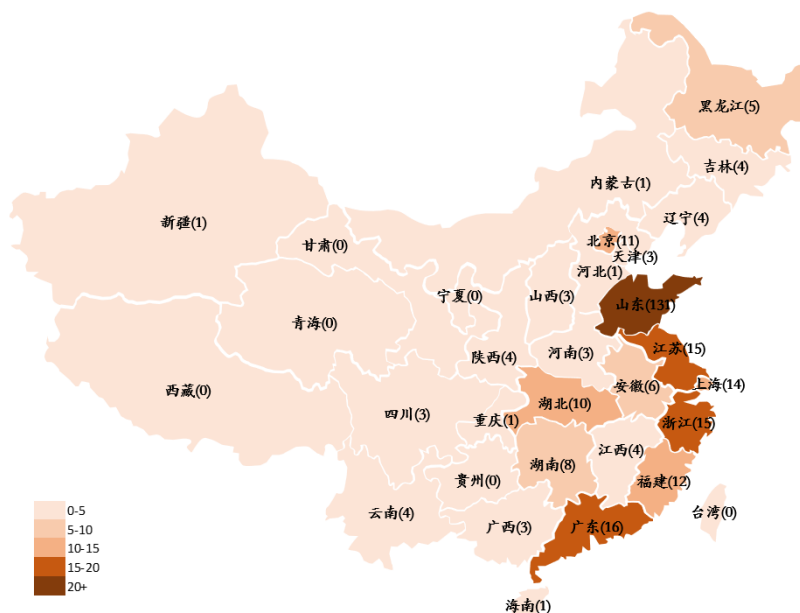 黑龙江(5)
吉林(4)
内蒙古(1)
辽宁(4)
新疆(1)
北京(11)
甘肃(0)
天津(3)
河北(1)
宁夏(0)
山西(3)
山东(131)
青海(0)
江苏(15)
陕西(4)
河南(3)
西藏(0)
安徽(6)
上海(14)
湖北(10)
四川(3)
重庆(1)
浙江(15)
江西(4)
湖南(8)
贵州(0)
福建(12)
云南(4)
广西(3)
广东(16)
台湾(0)
海南(1)
0-5
5-10
10-15
15-20
20+